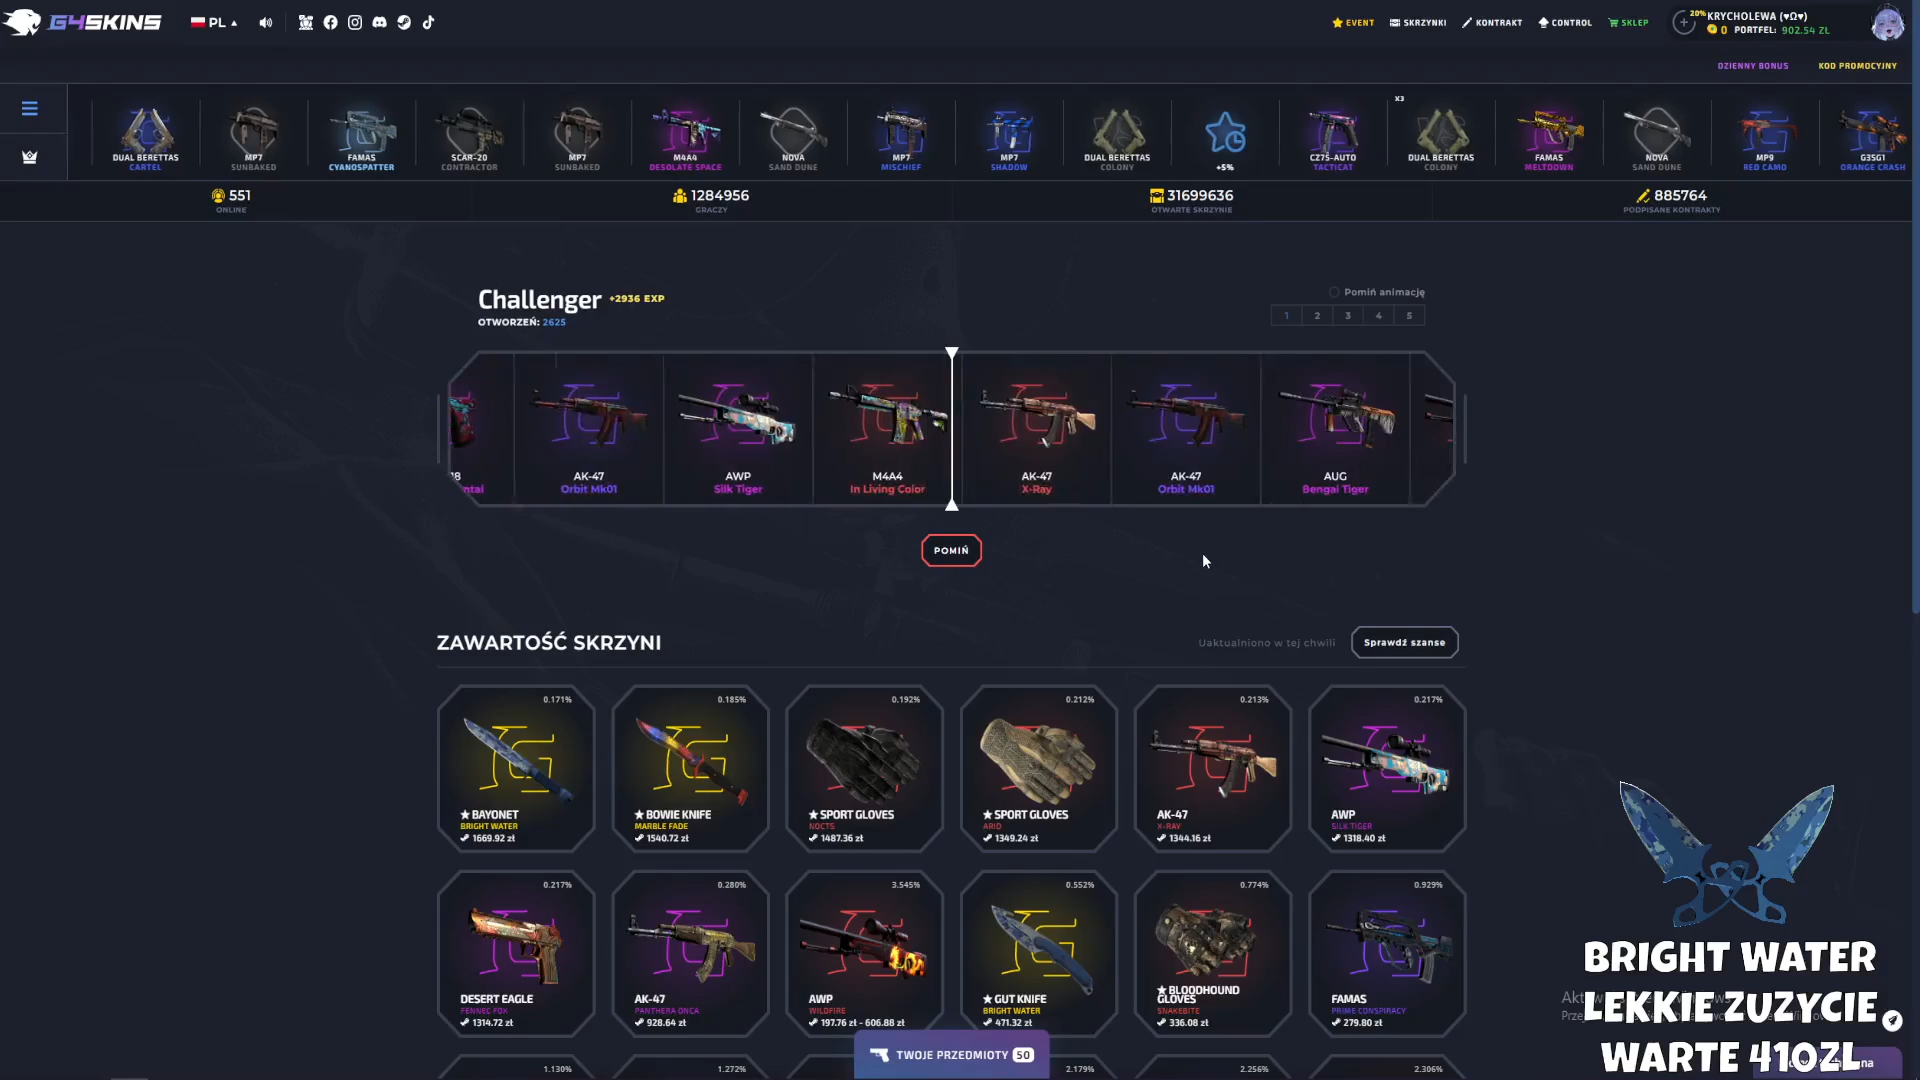 G4SKINS
PL
EVENT
SKRZYNKI
KONTRAKT
CONTROL
SKLEP
20%
KRYCHOLEWA (♥Ω♥)
0 PORTFEL: 902.54 ZŁ
DZIENNY BONUS
KOD PROMOCYJNY
DUAL BERETTAS
CARTEL
MP7
SUNBAKED
FAMAS
CYANOSPATTER
SCAR-20
CONTRACTOR
MP7
SUNBAKED
M4A4
DESOLATE SPACE
NOVA
SAND DUNE
MP7
MISCHIEF
MP7
SHADOW
DUAL BERETTAS
COLONY
+5%
CZ75-AUTO
TACTICAT
X3
DUAL BERETTAS
COLONY
FAMAS
MELTDOWN
NOVA
SAND DUNE
MP9
RED CAMO
G3SG1
ORANGE CRASH
551
ONLINE
1284956
GRACZY
31699636
OTWARTE SKRZYNIE
885764
PODPISANE KONTRAKTY
Challenger +2936 EXP
OTWORZEŃ: 2625
Pomiń animację
1 2 3 4 5
18
ntal
AK-47
Orbit Mk01
AWP
Silk Tiger
M4A4
In Living Color
AK-47
X-Ray
AK-47
Orbit Mk01
AUG
Bengal Tiger
POMIŃ
ZAWARTOŚĆ SKRZYNI
Uaktualniono w tej chwili
Sprawdź szanse
0.171%
★ BAYONET
BRIGHT WATER
1669.92 zł
0.185%
★ BOWIE KNIFE
MARBLE FADE
1540.72 zł
0.192%
★ SPORT GLOVES
NOCTS
1487.36 zł
0.212%
★ SPORT GLOVES
ARID
1349.24 zł
0.213%
AK-47
X-RAY
1344.16 zł
0.217%
AWP
SILK TIGER
1318.40 zł
0.217%
DESERT EAGLE
FENNEC FOX
1314.72 zł
0.280%
AK-47
PANTHERA ONCA
928.64 zł
3.545%
AWP
WILDFIRE
197.76 zł - 606.88 zł
0.552%
★ GUT KNIFE
BRIGHT WATER
471.32 zł
0.774%
★ BLOODHOUND
GLOVES
SNAKEBITE
336.08 zł
0.929%
FAMAS
PRIME CONSPIRACY
279.80 zł
1.130%
1.272%
2.179%
2.256%
2.306%
TWOJE PRZEDMIOTY 50
BRIGHT WATER
LEKKIE ZUZYCIE
WARTE 410ZL